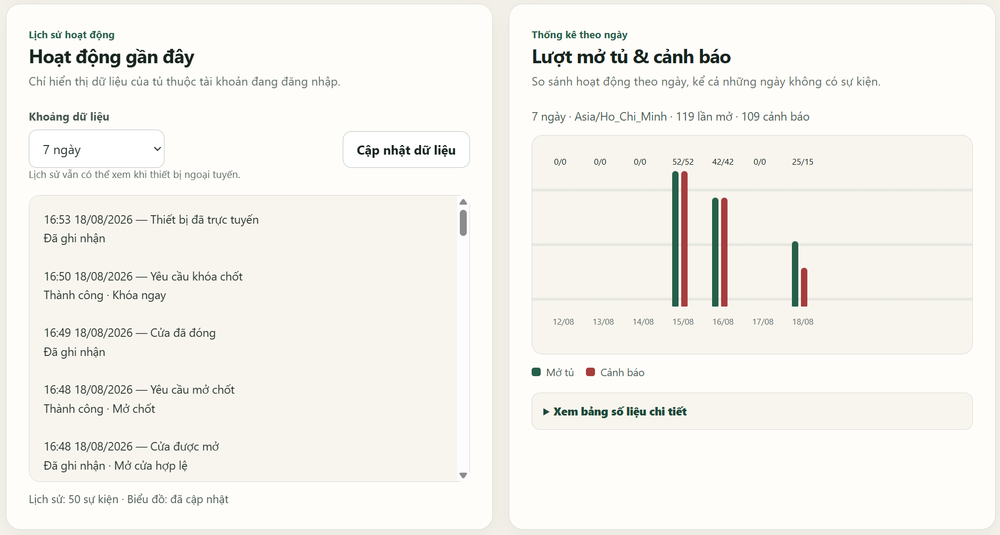 Lịch sử hoạt động
Hoạt động gần đây
Chỉ hiển thị dữ liệu của tủ thuộc tài khoản đang đăng nhập.
Khoảng dữ liệu
7 ngày
Cập nhật dữ liệu
Lịch sử vẫn có thể xem khi thiết bị ngoại tuyến.
16:53 18/08/2026 — Thiết bị đã trực tuyến
Đã ghi nhận
16:50 18/08/2026 — Yêu cầu khóa chốt
Thành công · Khóa ngay
16:49 18/08/2026 — Cửa đã đóng
Đã ghi nhận
16:48 18/08/2026 — Yêu cầu mở chốt
Thành công · Mở chốt
16:48 18/08/2026 — Cửa được mở
Đã ghi nhận · Mở cửa hợp lệ
Lịch sử: 50 sự kiện · Biểu đồ: đã cập nhật
Thống kê theo ngày
Lượt mở tủ & cảnh báo
So sánh hoạt động theo ngày, kể cả những ngày không có sự kiện.
7 ngày · Asia/Ho_Chi_Minh · 119 lần mở · 109 cảnh báo
0/0 0/0 0/0 52/52 42/42 0/0 25/15
12/08 13/08 14/08 15/08 16/08 17/08 18/08
Mở tủ Cảnh báo
Xem bảng số liệu chi tiết